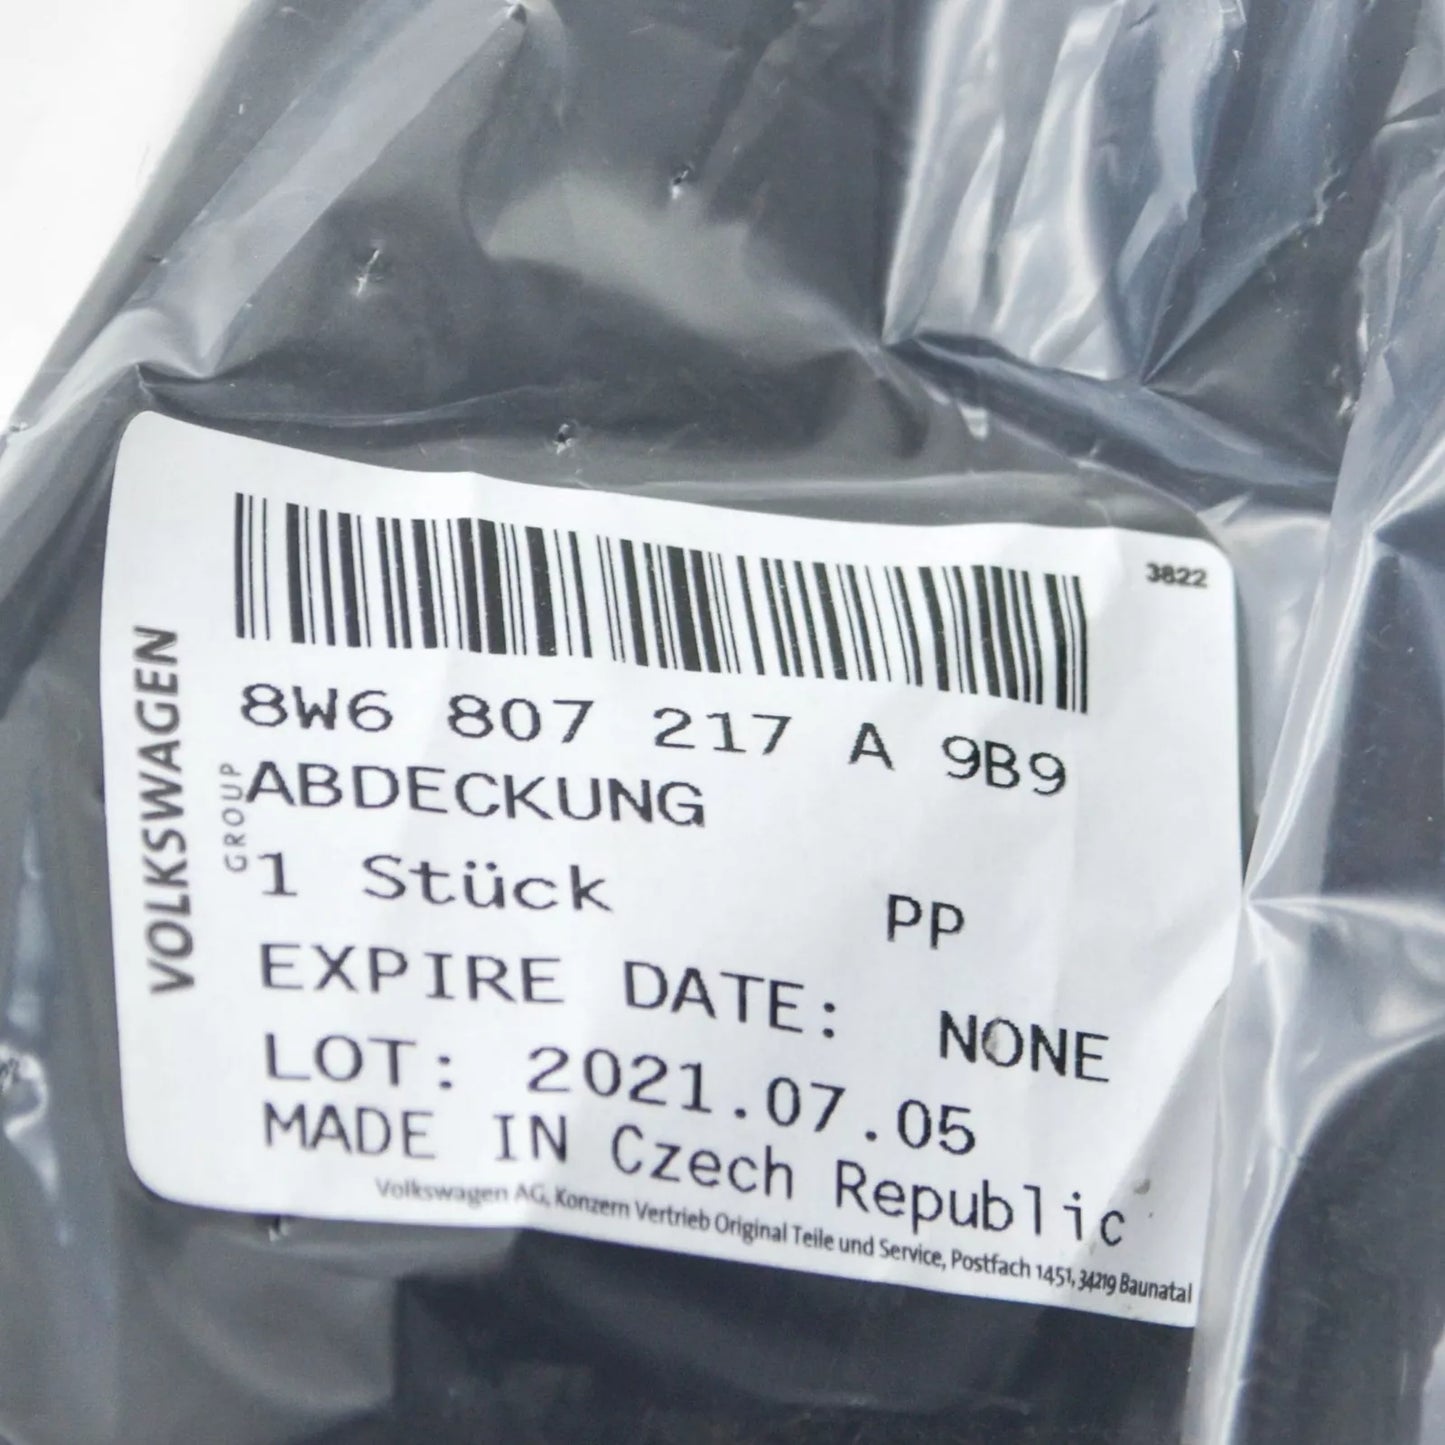 3822
8W6 807 217 A 9B9
ABDECKUNG
1 Stück PP
EXPIRE DATE: NONE
LOT: 2021.07.05
MADE IN Czech Republic
Volkswagen AG, Konzern Vertrieb Original Teile und Service, Postfach 1451, 34219 Baunatal
VOLKSWAGEN
GROUP